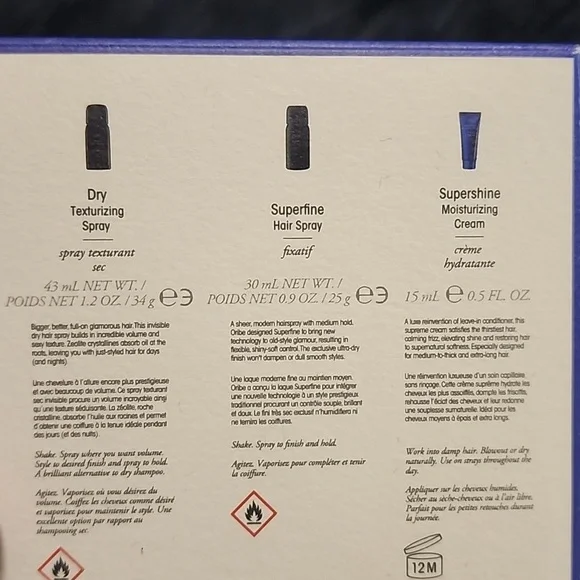 Dry
Texturizing
Spray
spray texturant
sec
43 mL NET WT. /
POIDS NET 1.2 OZ. / 34 g
Bigger, better, full-on glamorous hair. This invisible
dry hair spray builds in incredible volume and
sexy texture. Zeolite crystallines absorb oil at the
roots, leaving you with just-styled hair for days
(and nights).
Une chevelure à l'allure encore plus prestigieuse
et avec beaucoup de volume. Ce spray texturant
sec invisible procure un volume incroyable ainsi
qu'une texture séduisante. La zéolite, roche
cristalline, absorbe l'huile aux racines et permet
d'obtenir une coiffure à la tenue idéale pendant
des jours (et des nuits).
Shake. Spray where you want volume.
Style to desired finish and spray to hold.
A brilliant alternative to dry shampoo.
Agitez. Vaporisez où vous désirez du
volume. Coiffez les cheveux comme désiré
et vaporisez pour maintenir le style. Une
excellente option par rapport au
shampooing sec.
Superfine
Hair Spray
fixatif
30 mL NET WT. /
POIDS NET 0.9 OZ. / 25 g
A sheer, modern hairspray with medium hold.
Oribe designed Superfine to bring new
technology to old-style glamour, resulting in
flexible, shiny-soft control. The exclusive ultra-dry
finish won't dampen or dull smooth styles.
Une laque moderne fine au maintien moyen.
Oribe a conçu la laque Superfine pour intégrer
une nouvelle technologie à un style prestigieux
traditionnel procurant un contrôle souple, brillant
et doux. Le fini très sec exclusif n'humidifiera ni
ne ternira les coiffures.
Shake. Spray to finish and hold.
Agitez. Vaporisez pour compléter et tenir
la coiffure.
Supershine
Moisturizing
Cream
crème
hydratante
15 mL e 0.5 FL. OZ.
A luxe reinvention of leave-in conditioner, this
supreme cream satisfies the thirstiest hair,
calming frizz, elevating shine and restoring hair
to supernatural softness. Especially designed
for medium-to-thick and extra-long hair.
Une réinvention luxueuse d'un soin capillaire
sans rinçage. Cette crème suprême hydrate les
cheveux les plus assoiffés, dompte les frisottis,
rehausse l'éclat des cheveux et leur redonne
une souplesse surnaturelle. Idéal pour les
cheveux moyens à épais et extra longs.
Work into damp hair. Blowout or dry
naturally. Use on strays throughout the
day.
Appliquer sur les cheveux humides.
Sécher au sèche-cheveux ou à l'air libre.
Parfait pour les petites retouches durant
la journée.
12M